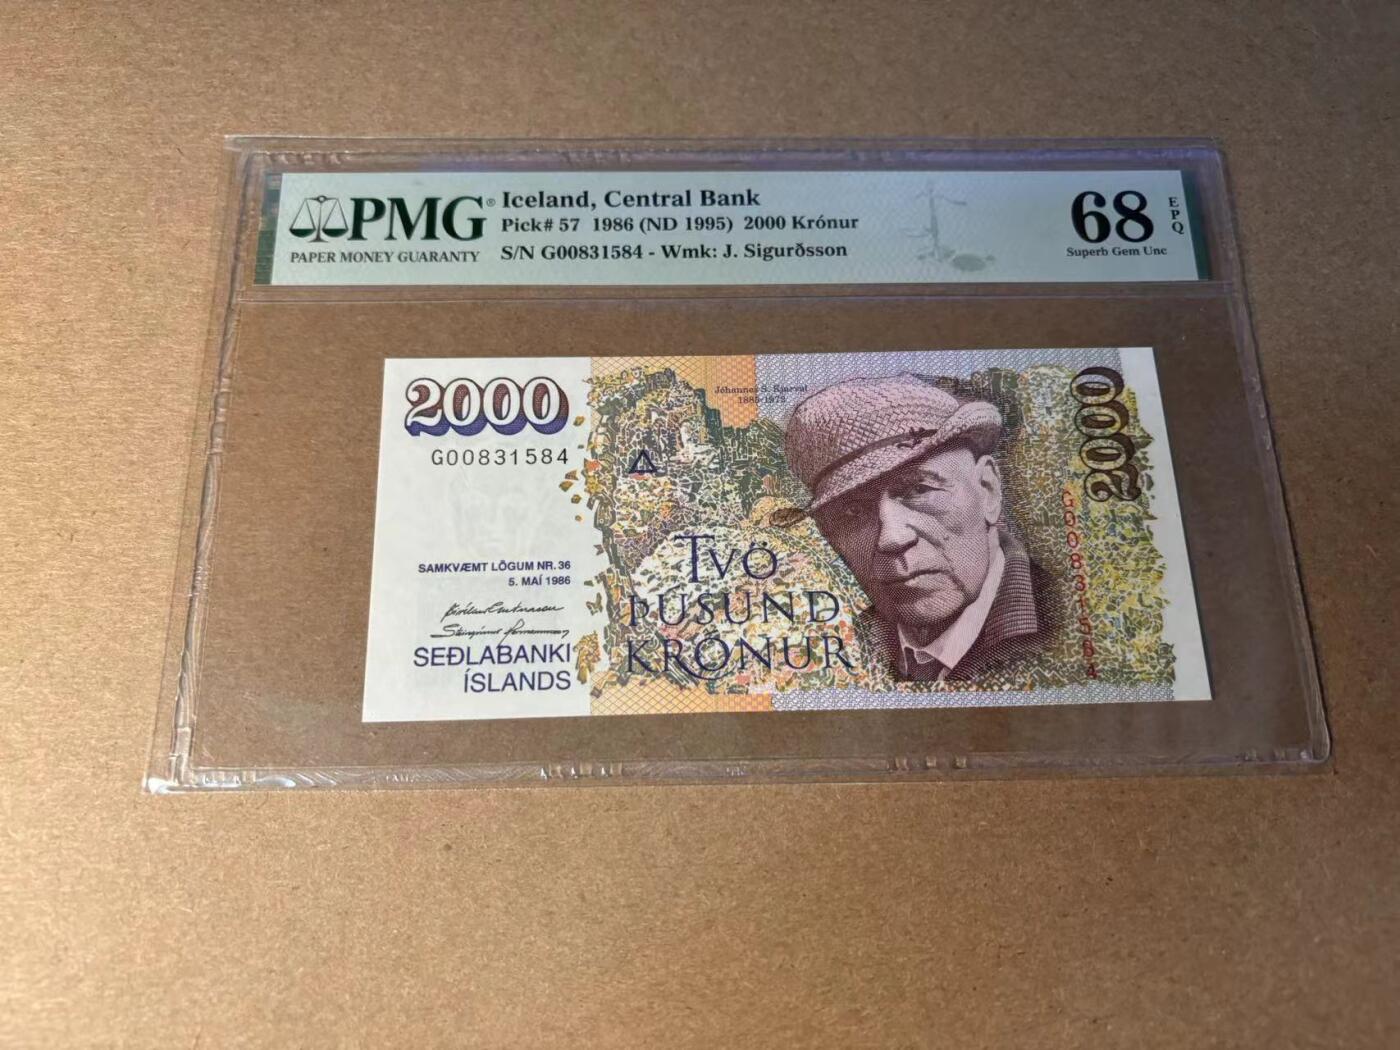 PMG®
PAPER MONEY GUARANTY
Iceland, Central Bank
Pick# 57 1986 (ND 1995) 2000 Krónur
S/N G00831584 - Wmk: J. Sigurðsson
68
EPQ
Superb Gem Unc
2000
G00831584
Jóhannes S. Kjarval
1885-1972
2000
G00831584
SAMKVÆMT LÖGUM NR. 36
5. MAÍ 1986
SEÐLABANKI
ÍSLANDS
TVÖ
ÞÚSUND
KRÓNUR